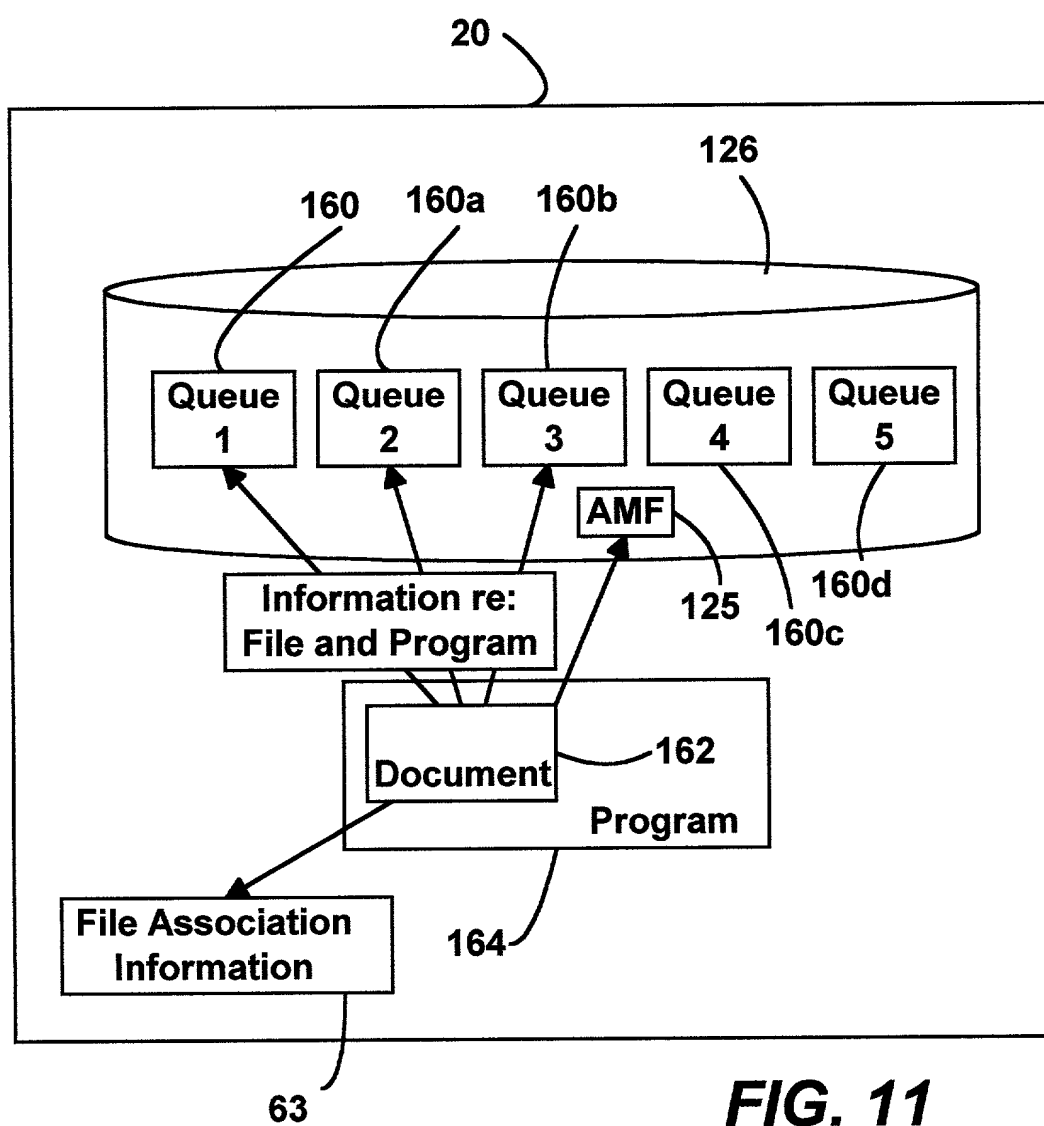 20
126
160
160a
160b
Queue
1
Queue
2
Queue
3
Queue
4
Queue
5
AMF
125
160c
160d
Information re:
File and Program
Document
162
Program
164
File Association
Information
63
FIG. 11